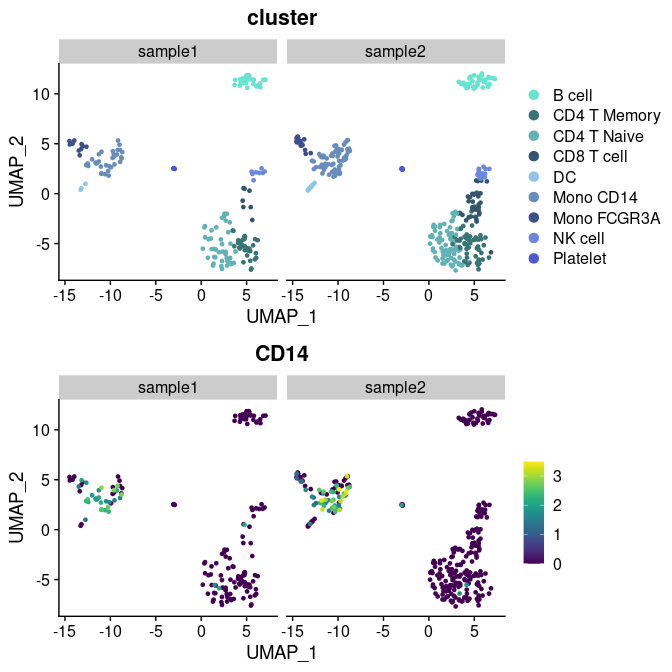 cluster
sample1 sample2
UMAP_2
10
5
0
-5
-15 -10 -5 0 5 -15 -10 -5 0 5
UMAP_1
B cell
CD4 T Memory
CD4 T Naive
CD8 T cell
DC
Mono CD14
Mono FCGR3A
NK cell
Platelet
CD14
sample1 sample2
UMAP_2
10
5
0
-5
-15 -10 -5 0 5 -15 -10 -5 0 5
UMAP_1
3
2
1
0